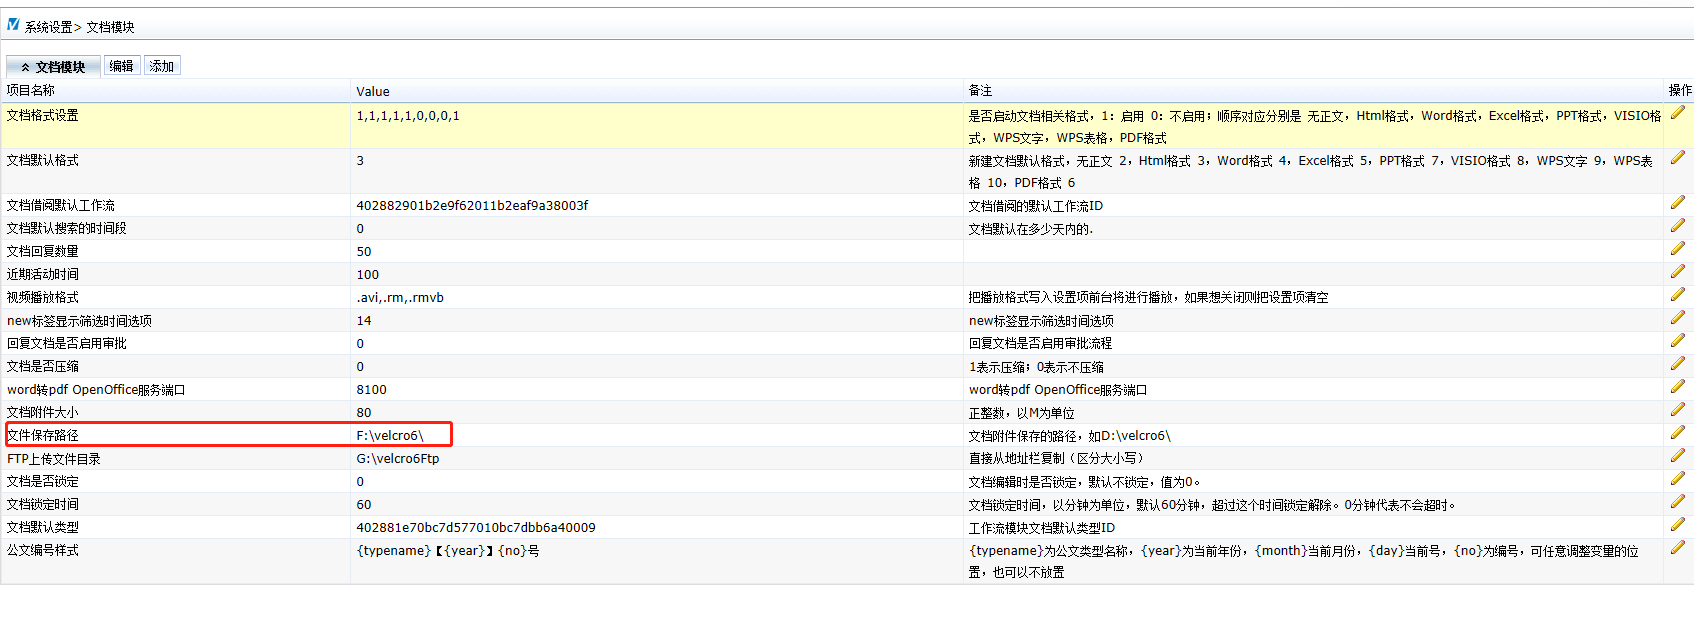 系统设置> 文档模块
文档模块 编辑 添加
项目名称 Value 备注 操作
文档格式设置 1,1,1,1,1,0,0,0,1 是否启动文档相关格式，1：启用 0：不启用；顺序对应分别是 无正文，Html格式，Word格式，Excel格式，PPT格式，VISIO格
式，WPS文字，WPS表格，PDF格式
文档默认格式 3 新建文档默认格式，无正文 2，Html格式 3，Word格式 4，Excel格式 5，PPT格式 7，VISIO格式 8，WPS文字 9，WPS表
格 10，PDF格式 6
文档借阅默认工作流 402882901b2e9f62011b2eaf9a38003f 文档借阅的默认工作流ID
文档默认搜索的时间段 0 文档默认在多少天内的.
文档回复数量 50
近期活动时间 100
视频播放格式 .avi,.rm,.rmvb 把播放格式写入设置项前台将进行播放，如果想关闭则把设置项清空
new标签显示筛选时间选项 14 new标签显示筛选时间选项
回复文档是否启用审批 0 回复文档是否启用审批流程
文档是否压缩 0 1表示压缩；0表示不压缩
word转pdf OpenOffice服务端口 8100 word转pdf OpenOffice服务端口
文档附件大小 80 正整数，以M为单位
文件保存路径 F:\velcro6\ 文档附件保存的路径，如D:\velcro6\
FTP上传文件目录 G:\velcro6Ftp 直接从地址栏复制（区分大小写）
文档是否锁定 0 文档编辑时是否锁定，默认不锁定，值为0。
文档锁定时间 60 文档锁定时间，以分钟为单位，默认60分钟，超过这个时间锁定解除。0分钟代表不会超时。
文档默认类型 402881e70bc7d577010bc7dbb6a40009 工作流模块文档默认类型ID
公文编号样式 {typename}【{year}】{no}号 {typename}为公文类型名称，{year}为当前年份，{month}当前月份，{day}当前号，{no}为编号，可任意调整变量的位
置，也可以不放置